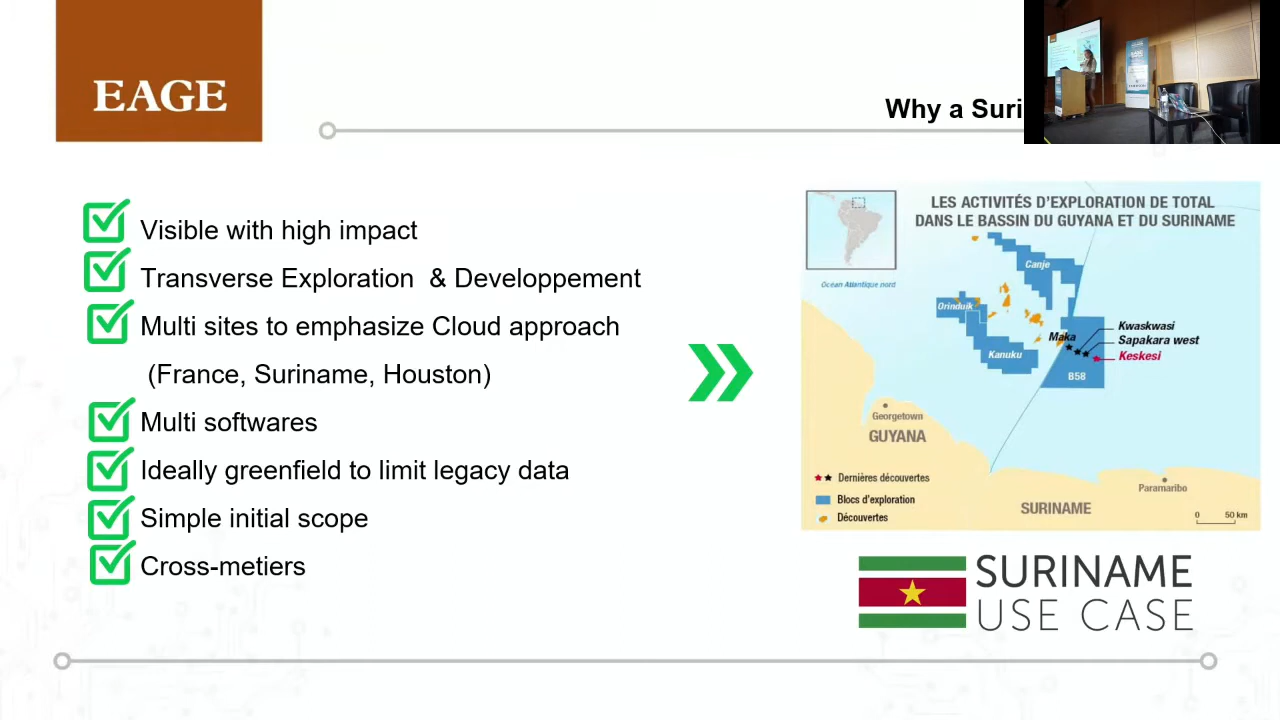 EAGE
Why a Suri
Visible with high impact
Transverse Exploration & Developpement
Multi sites to emphasize Cloud approach
(France, Suriname, Houston)
Multi softwares
Ideally greenfield to limit legacy data
Simple initial scope
Cross-metiers
LES ACTIVITÉS D'EXPLORATION DE TOTAL
DANS LE BASSIN DU GUYANA ET DU SURINAME
Océan Atlantique nord
Canje
Orinduik
Kanuku
Maka
Kwaskwasi
Sapakara west
Keskesi
B58
Georgetown
GUYANA
Dernières découvertes
Blocs d'exploration
Découvertes
Paramaribo
SURINAME
0 50 km
SURINAME
USE CASE